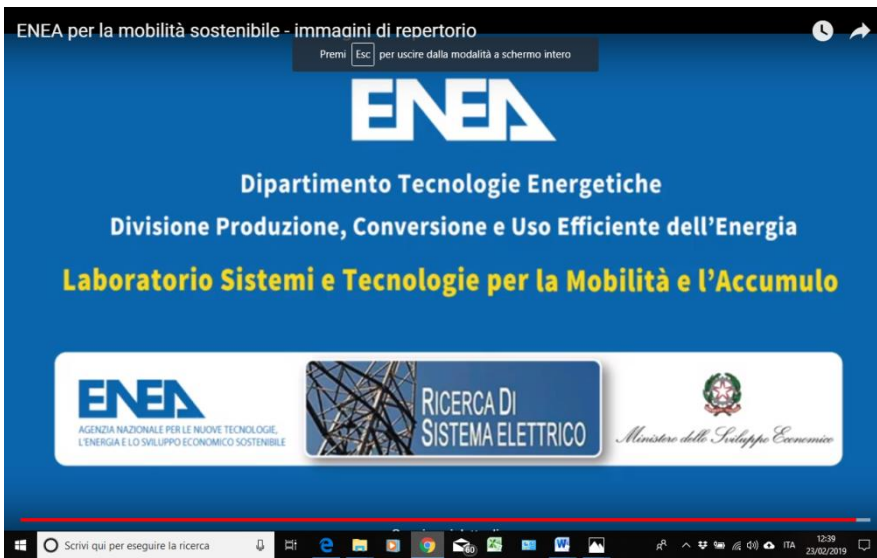 ENEA per la mobilità sostenibile - immagini di repertorio
Premi Esc per uscire dalla modalità a schermo intero
ENEA
Dipartimento Tecnologie Energetiche
Divisione Produzione, Conversione e Uso Efficiente dell'Energia
Laboratorio Sistemi e Tecnologie per la Mobilità e l'Accumulo
ENEA
AGENZIA NAZIONALE PER LE NUOVE TECNOLOGIE,
L'ENERGIA E LO SVILUPPO ECONOMICO SOSTENIBILE
RICERCA DI
SISTEMA ELETTRICO
Ministero dello Sviluppo Economico
Scrivi qui per eseguire la ricerca
60
ITA
12:39
23/02/2019